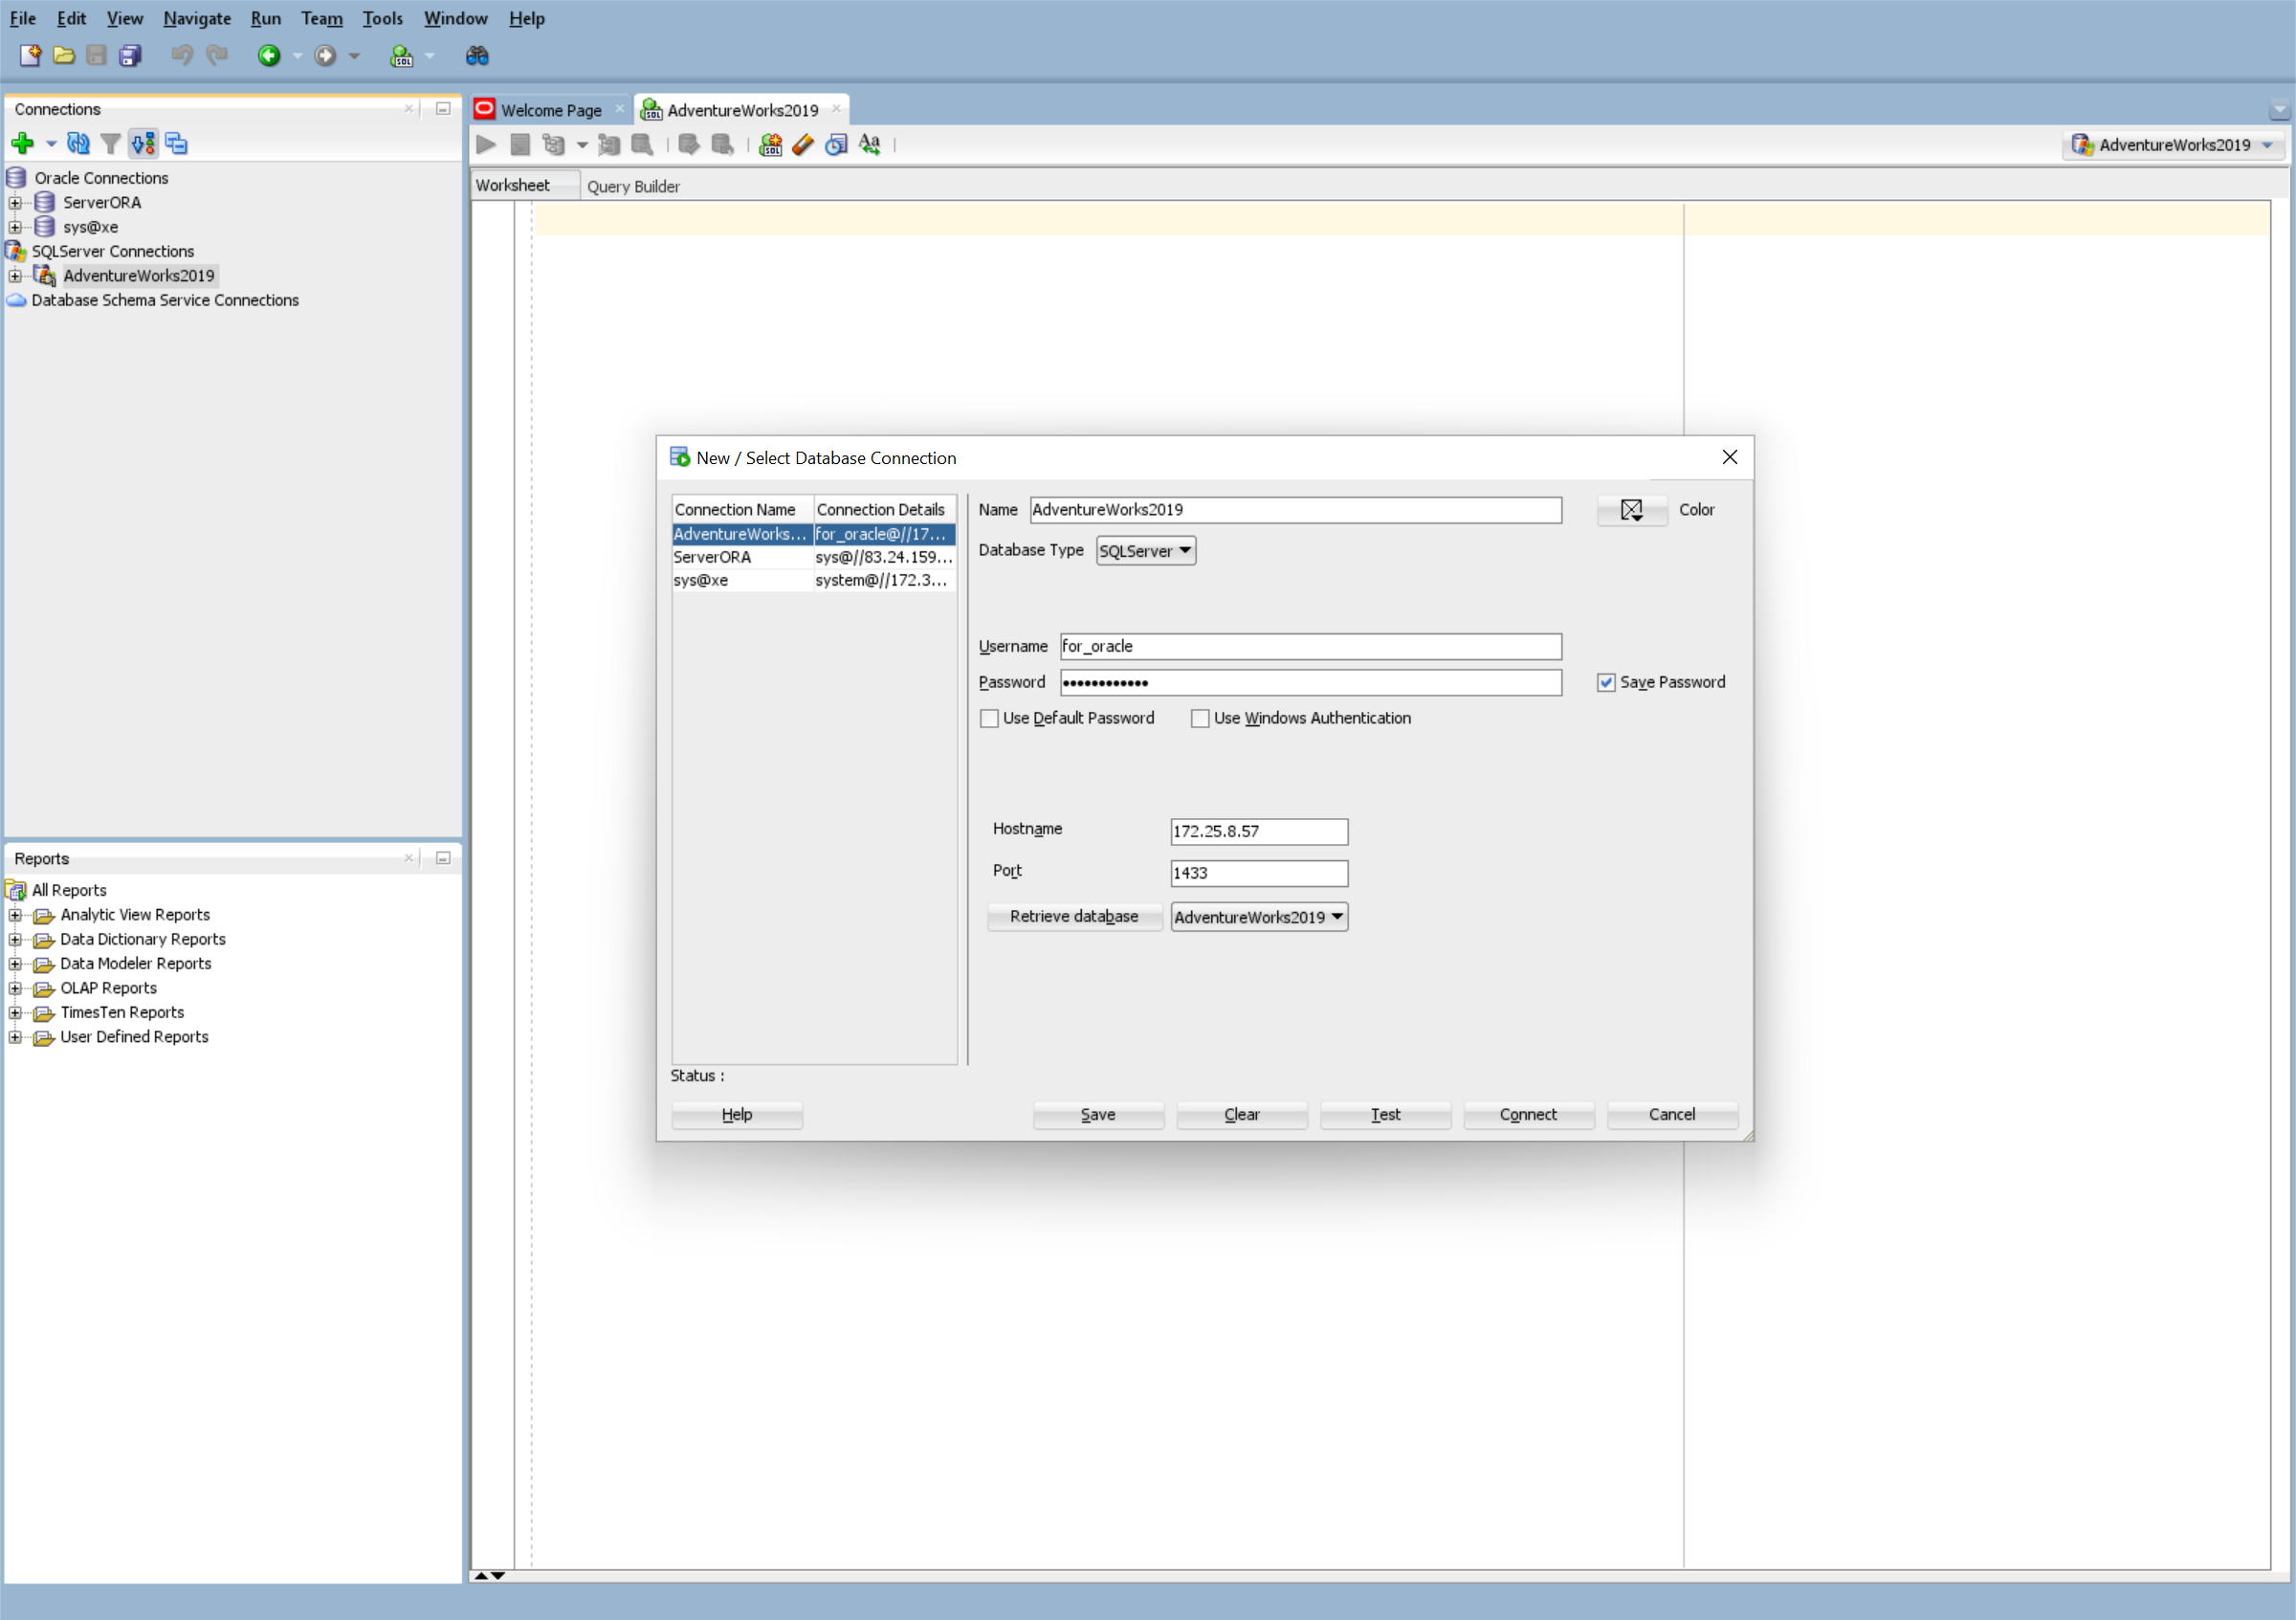 File Edit View Navigate Run Team Tools Window Help
Connections
Oracle Connections
ServerORA
sys@xe
SQLServer Connections
AdventureWorks2019
Database Schema Service Connections
Reports
All Reports
Analytic View Reports
Data Dictionary Reports
Data Modeler Reports
OLAP Reports
TimesTen Reports
User Defined Reports
Welcome Page AdventureWorks2019
AdventureWorks2019
Worksheet Query Builder
New / Select Database Connection
Connection Name Connection Details
AdventureWorks... for_oracle@//17...
ServerORA sys@//83.24.159...
sys@xe system@//172.3...
Name AdventureWorks2019 Color
Database Type SQLServer
Username for_oracle
Password •••••••••••• Save Password
Use Default Password Use Windows Authentication
Hostname 172.25.8.57
Port 1433
Retrieve database AdventureWorks2019
Status :
Help Save Clear Test Connect Cancel